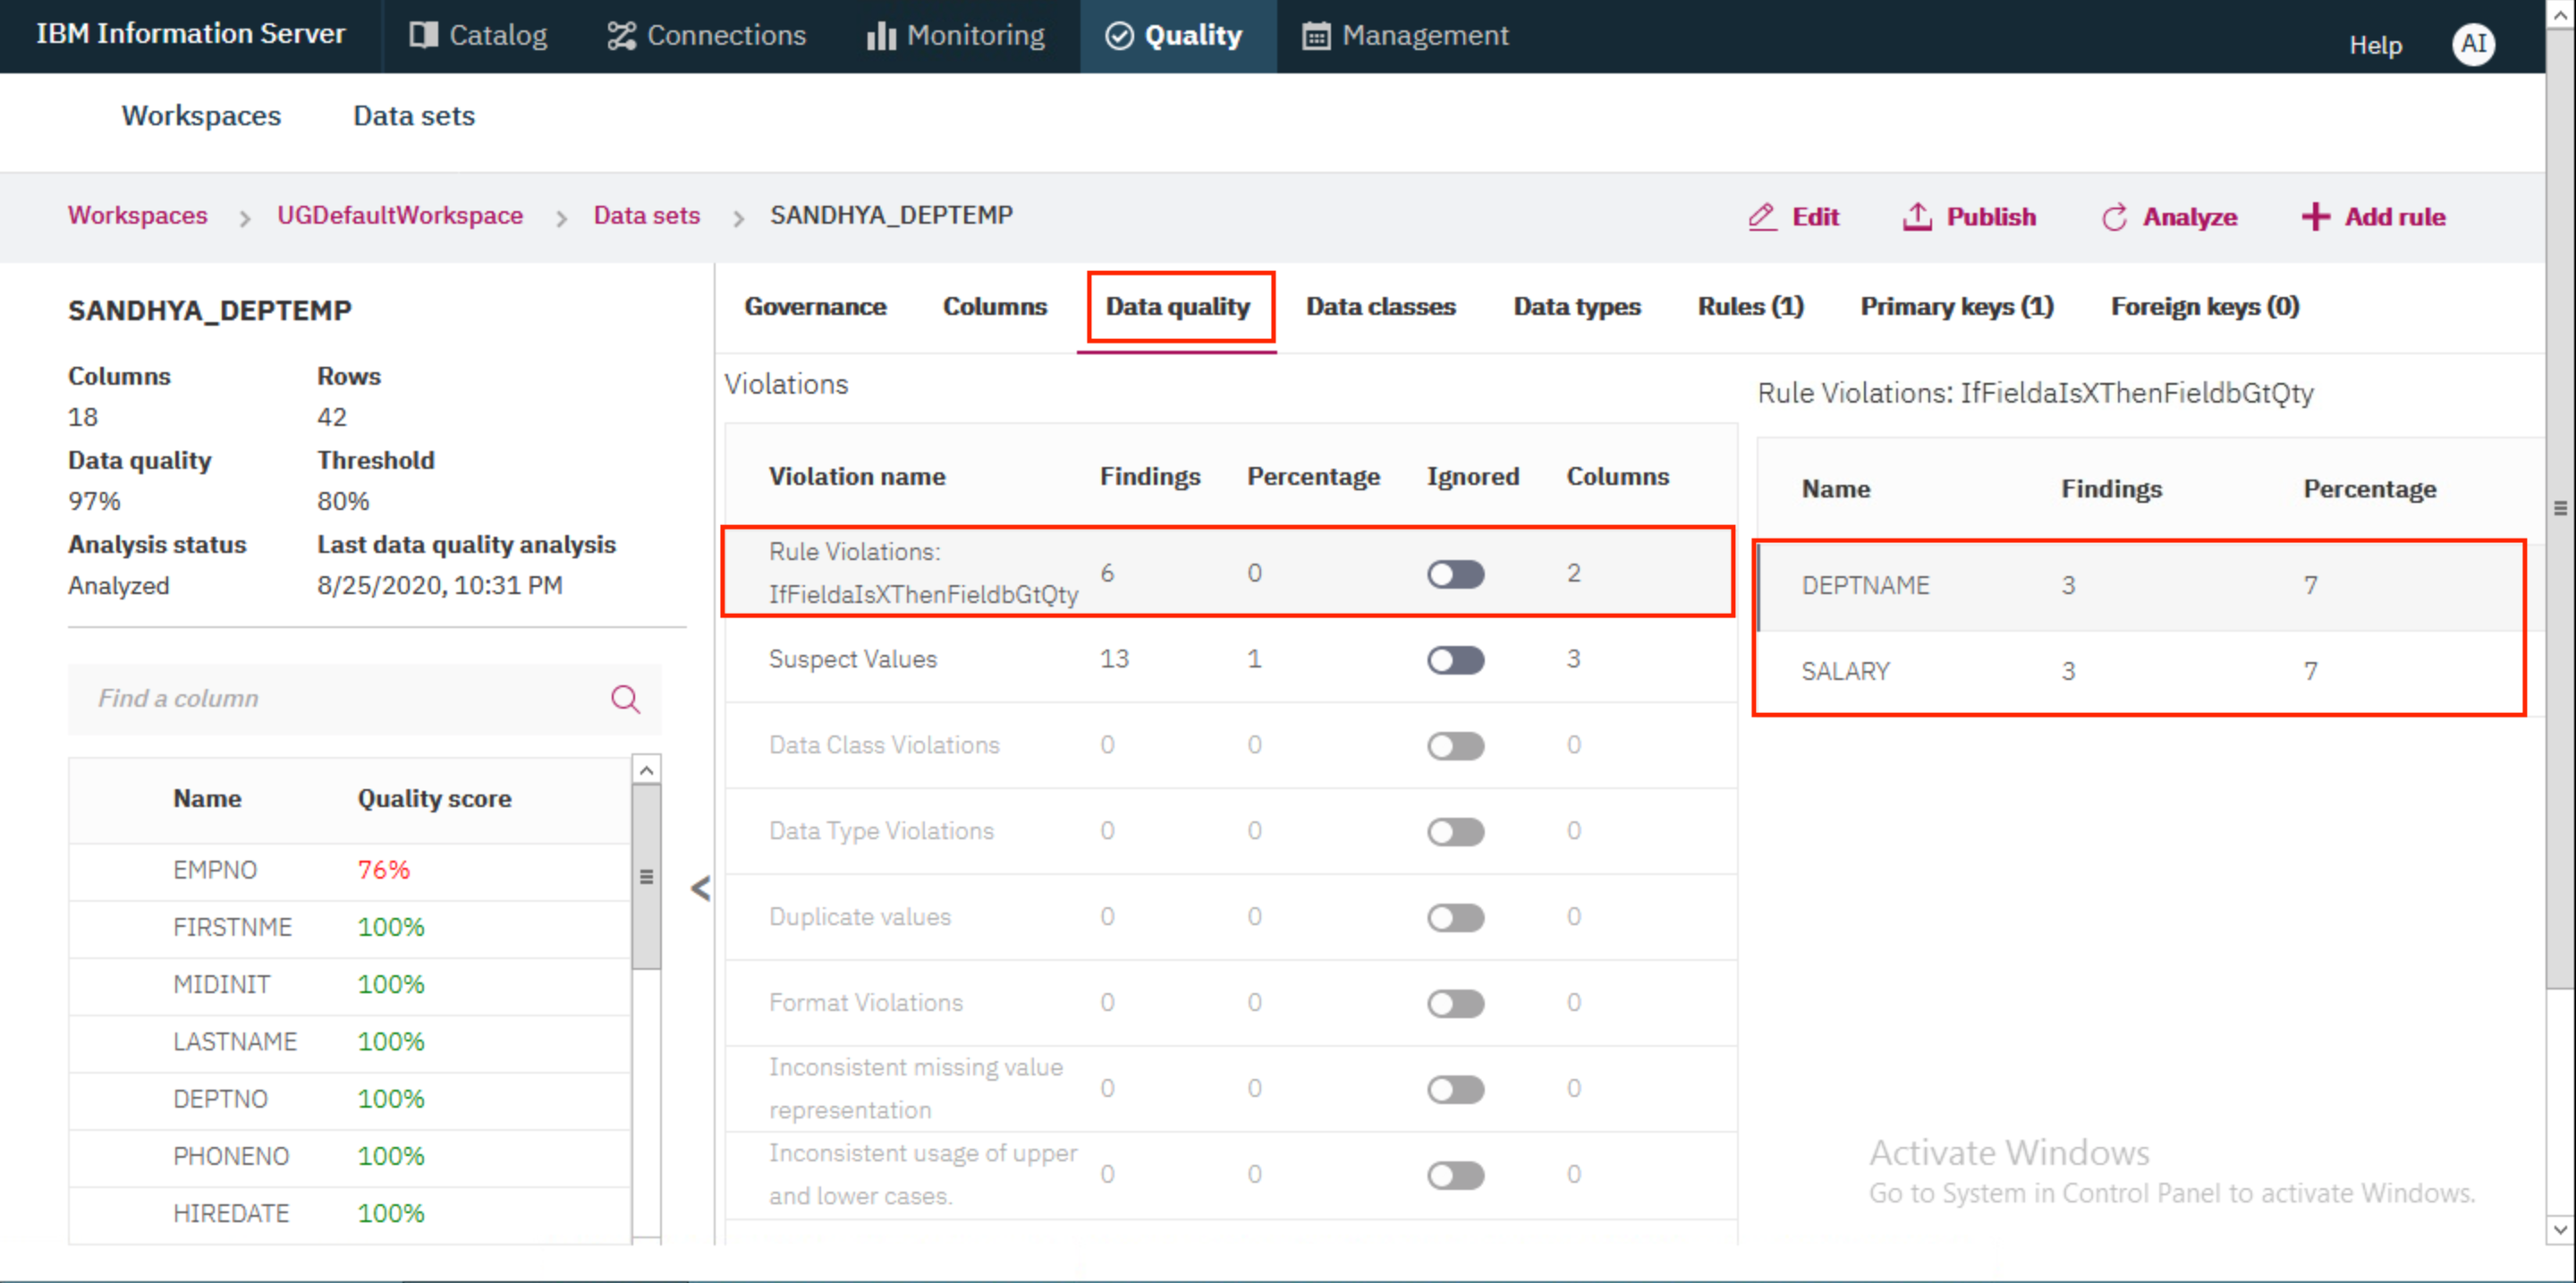 IBM Information Server Catalog Connections Monitoring Quality Management Help AI
Workspaces Data sets
Workspaces > UGDefaultWorkspace > Data sets > SANDHYA_DEPTEMP Edit Publish Analyze + Add rule
SANDHYA_DEPTEMP
Columns Rows
18 42
Data quality Threshold
97% 80%
Analysis status Last data quality analysis
Analyzed 8/25/2020, 10:31 PM
Find a column
Name Quality score
EMPNO 76%
FIRSTNME 100%
MIDINIT 100%
LASTNAME 100%
DEPTNO 100%
PHONENO 100%
HIREDATE 100%
<
Governance Columns Data quality Data classes Data types Rules (1) Primary keys (1) Foreign keys (0)
Violations
Violation name Findings Percentage Ignored Columns
Rule Violations:
IfFieldaIsXThenFieldbGtQty 6 0 2
Suspect Values 13 1 3
Data Class Violations 0 0 0
Data Type Violations 0 0 0
Duplicate values 0 0 0
Format Violations 0 0 0
Inconsistent missing value
representation 0 0 0
Inconsistent usage of upper
and lower cases. 0 0 0
Rule Violations: IfFieldaIsXThenFieldbGtQty
Name Findings Percentage
DEPTNAME 3 7
SALARY 3 7
Activate Windows
Go to System in Control Panel to activate Windows.